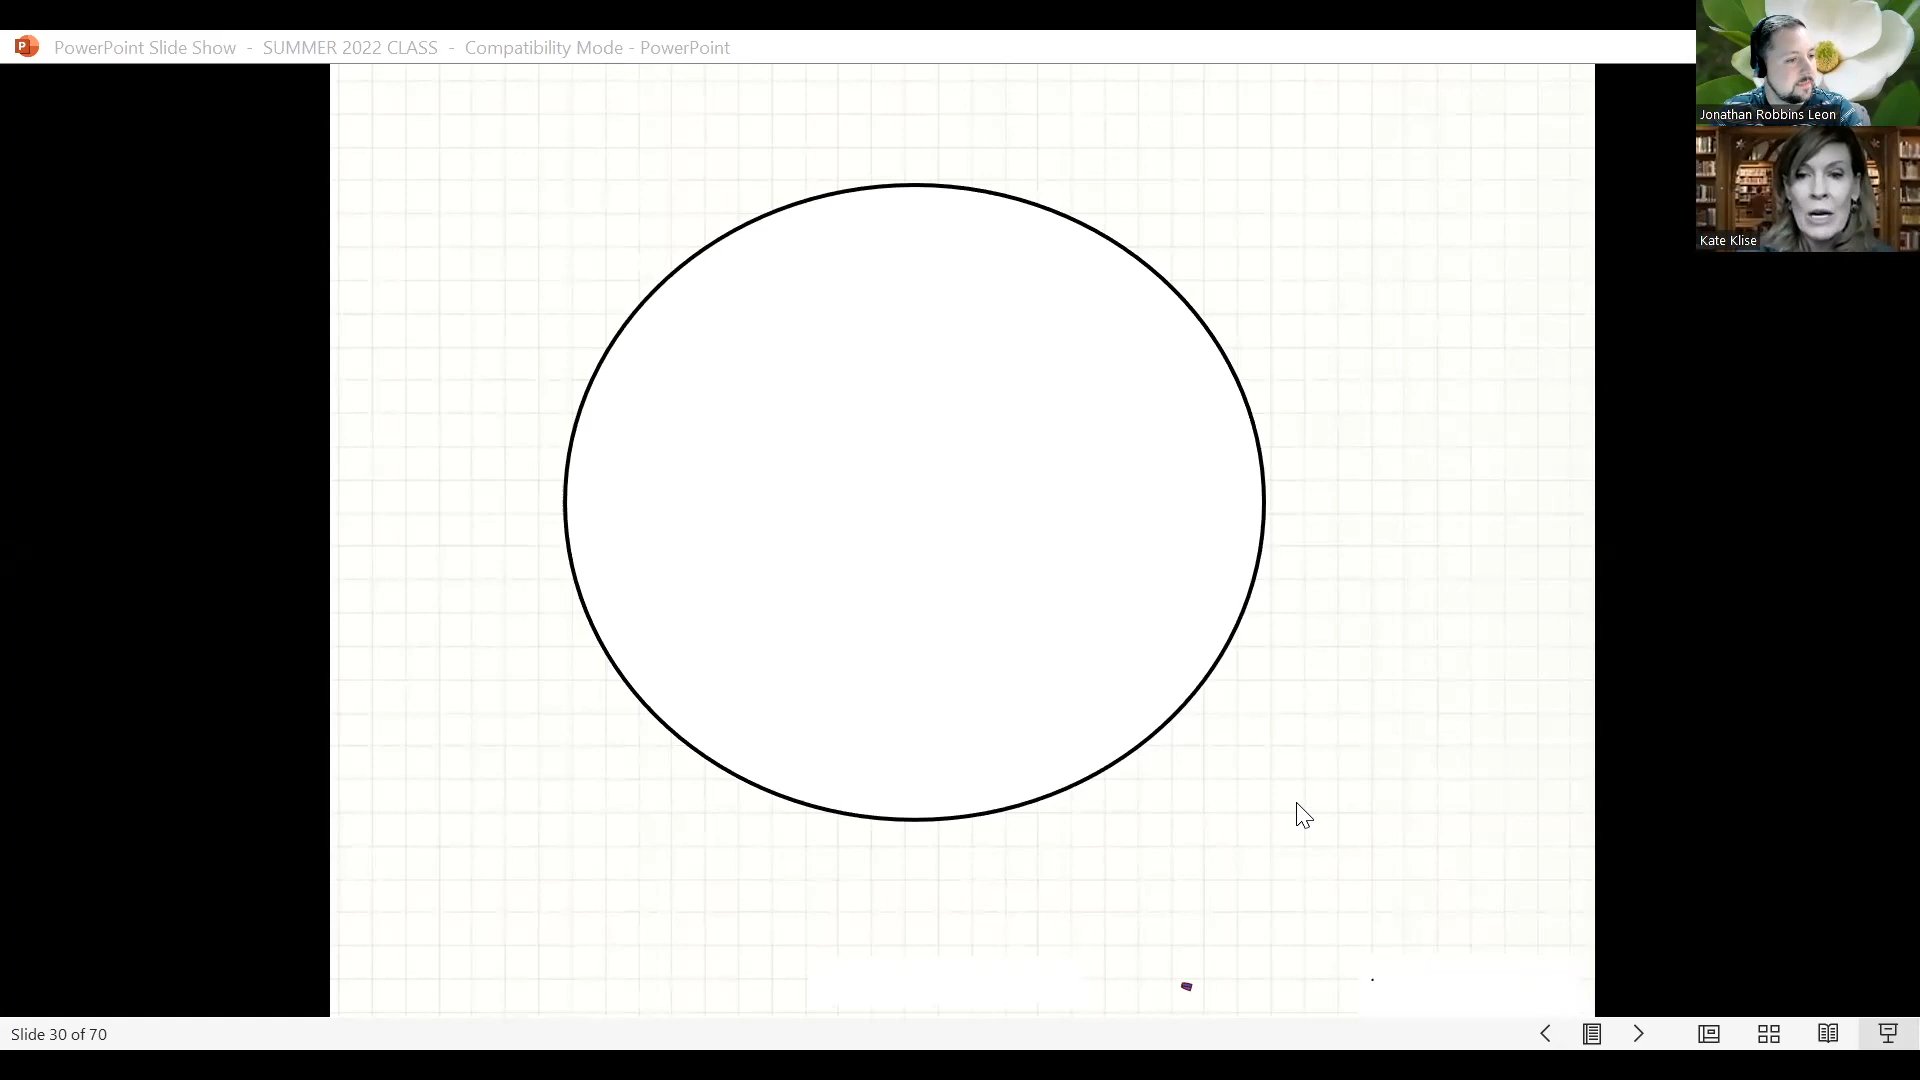 PowerPoint Slide Show - SUMMER 2022 CLASS - Compatibility Mode - PowerPoint
Jonathan Robbins Leon
Kate Klise
Slide 30 of 70